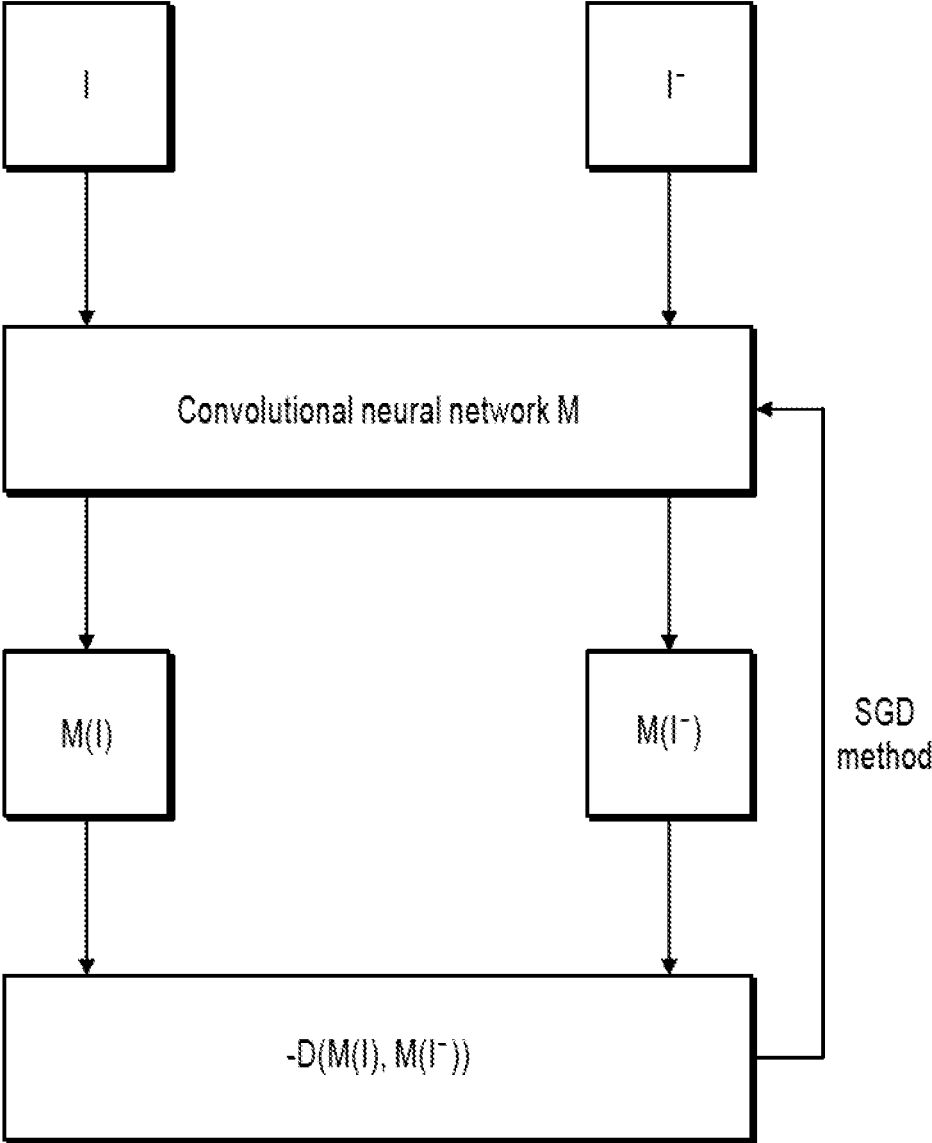 I
I⁻
Convolutional neural network M
M(I)
M(I⁻)
SGD
method
-D(M(I), M(I⁻))